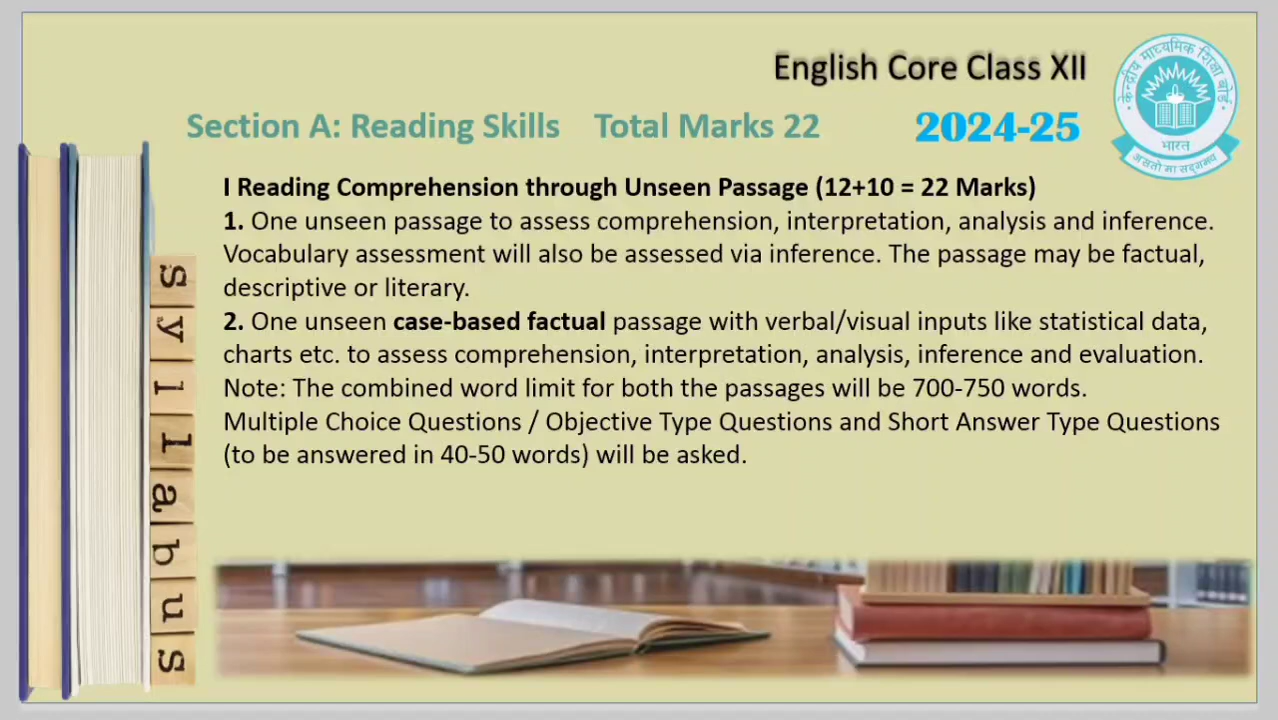 English Core Class XII
Section A: Reading Skills Total Marks 22 2024-25
केन्द्रीय माध्यमिक शिक्षा बोर्ड
भारत
असतो मा सद्गमय
I Reading Comprehension through Unseen Passage (12+10 = 22 Marks)
1. One unseen passage to assess comprehension, interpretation, analysis and inference.
Vocabulary assessment will also be assessed via inference. The passage may be factual,
descriptive or literary.
2. One unseen case-based factual passage with verbal/visual inputs like statistical data,
charts etc. to assess comprehension, interpretation, analysis, inference and evaluation.
Note: The combined word limit for both the passages will be 700-750 words.
Multiple Choice Questions / Objective Type Questions and Short Answer Type Questions
(to be answered in 40-50 words) will be asked.
syllabus